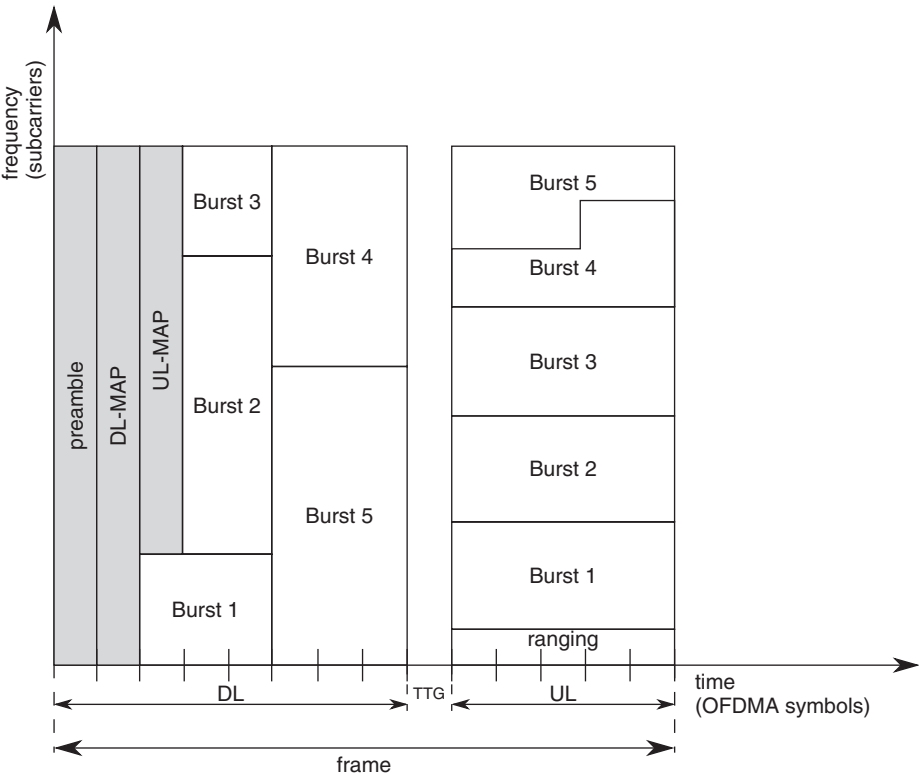 frequency
(subcarriers)
preamble
DL-MAP
UL-MAP
Burst 3
Burst 2
Burst 1
Burst 4
Burst 5
Burst 5
Burst 4
Burst 3
Burst 2
Burst 1
ranging
DL
TTG
UL
time
(OFDMA symbols)
frame